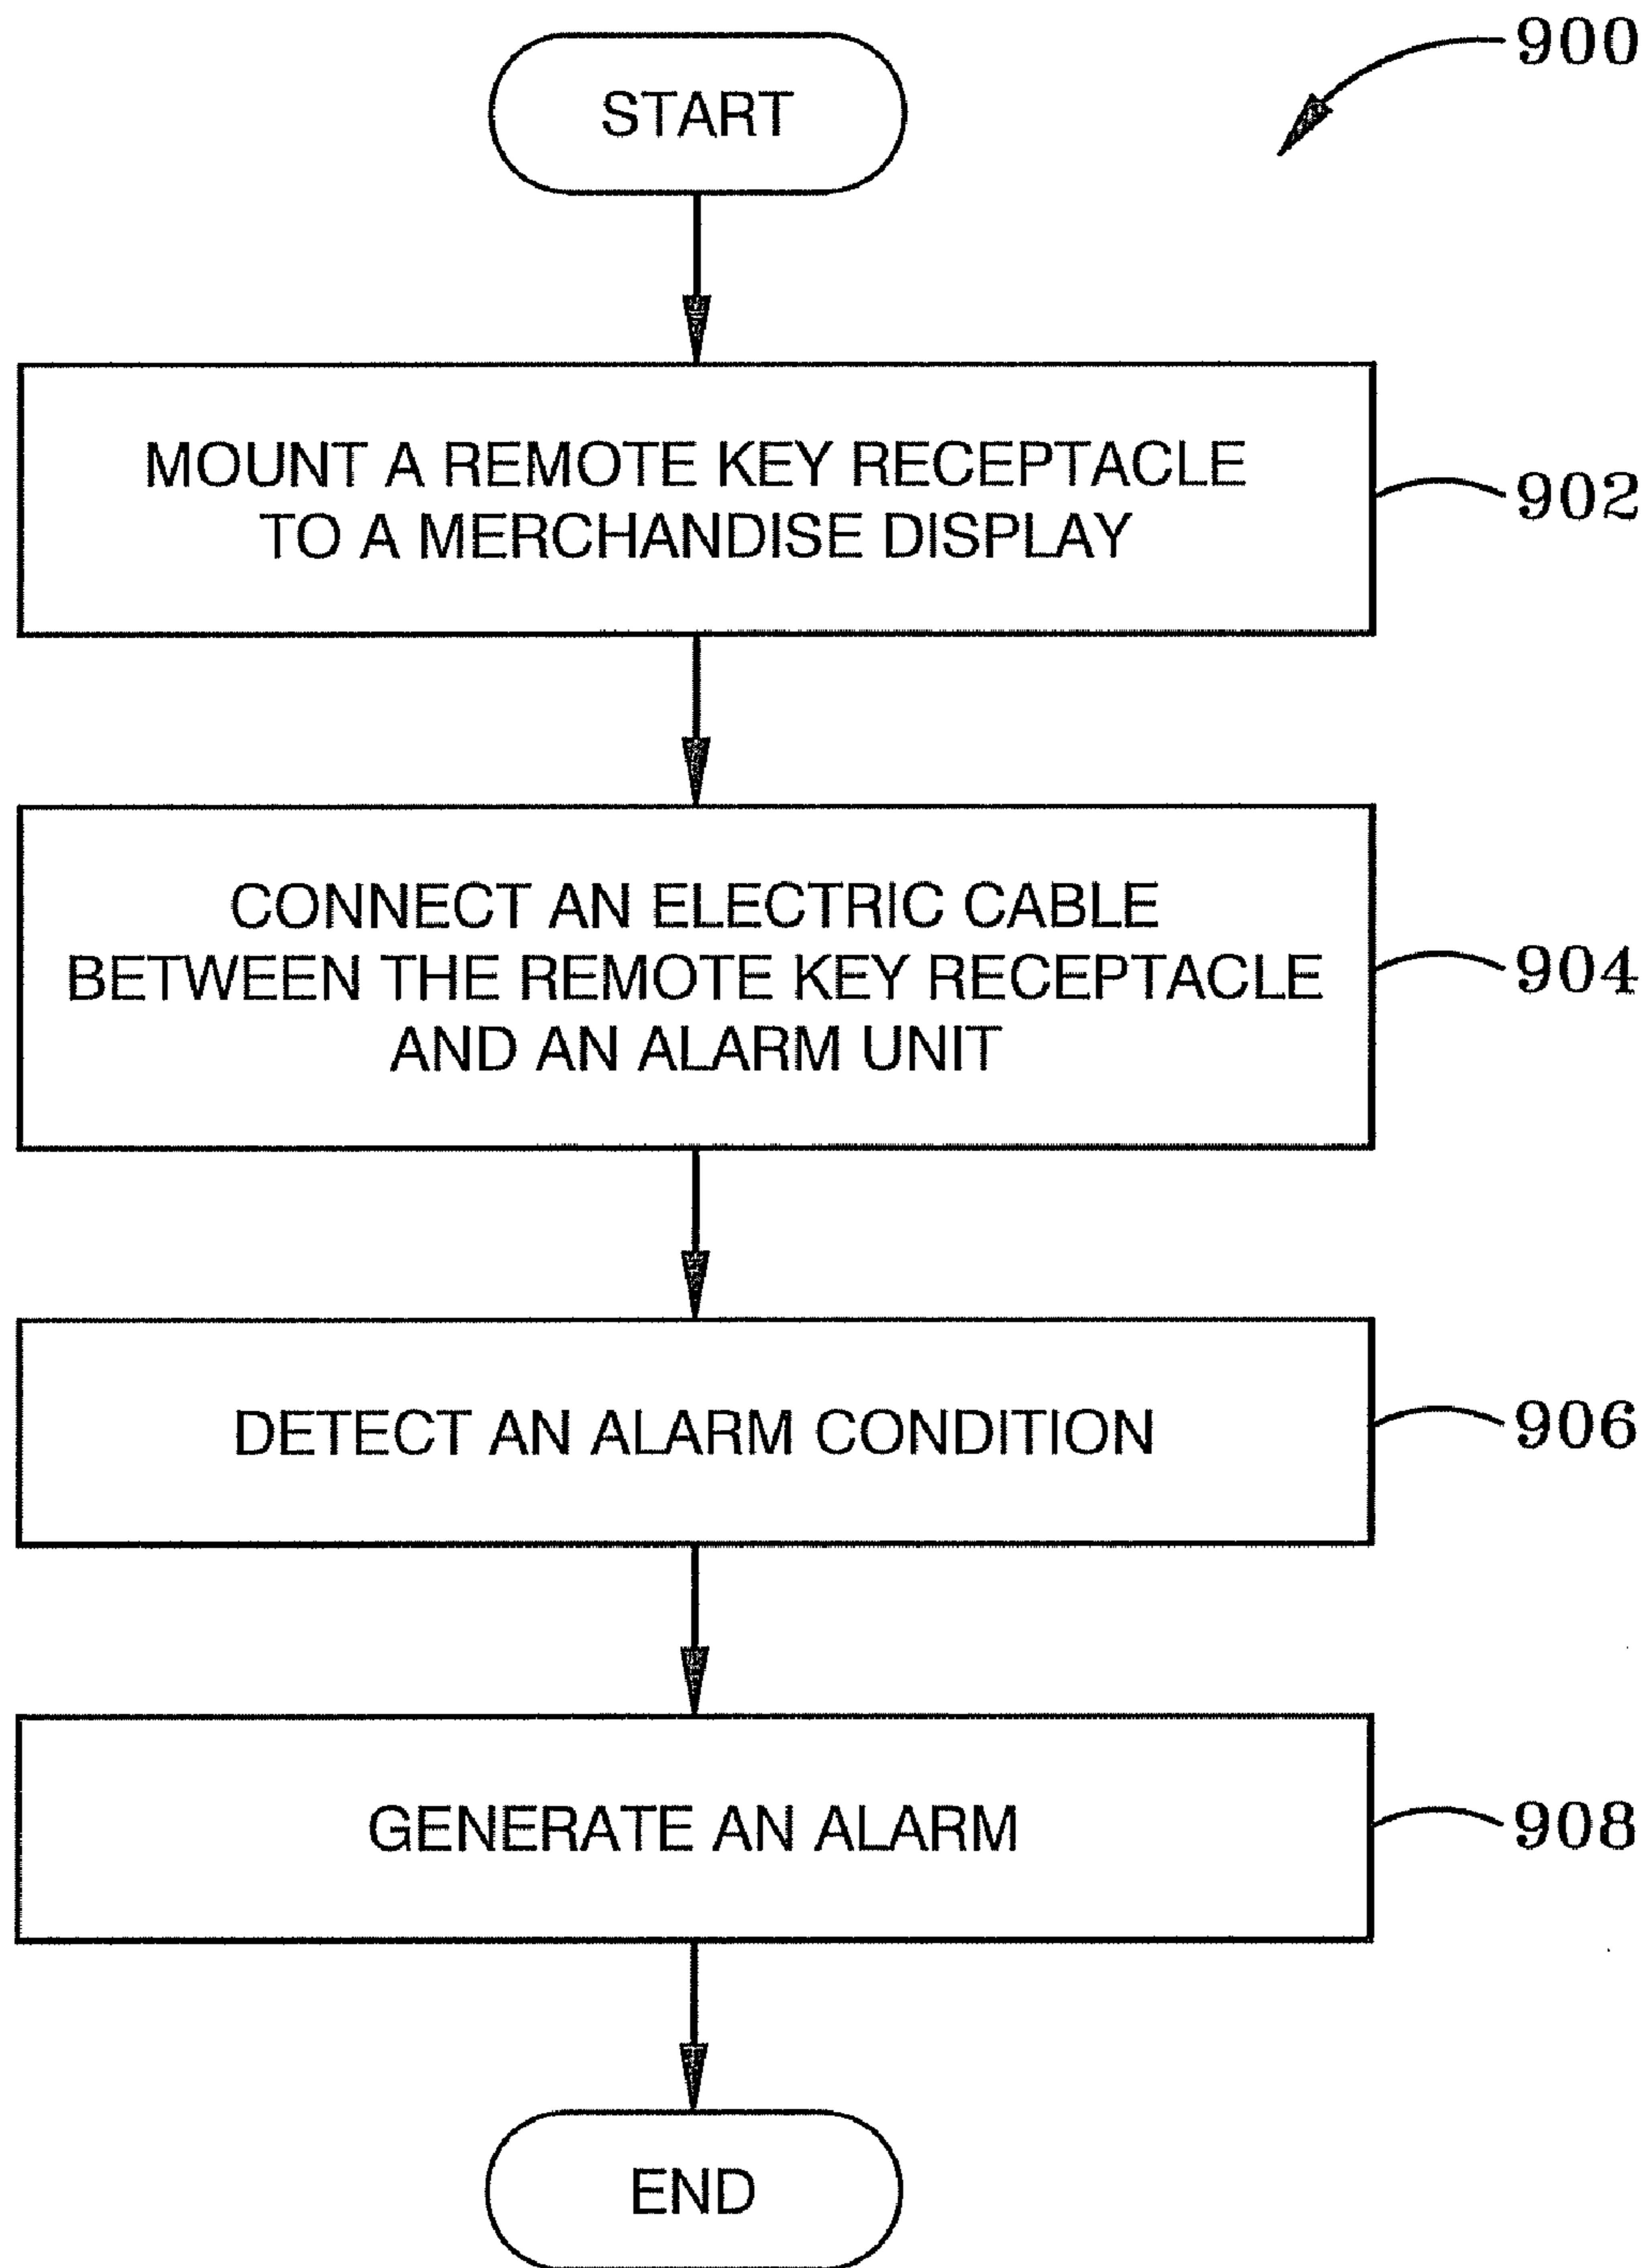 900
START
MOUNT A REMOTE KEY RECEPTACLE
TO A MERCHANDISE DISPLAY
902
CONNECT AN ELECTRIC CABLE
BETWEEN THE REMOTE KEY RECEPTACLE
AND AN ALARM UNIT
904
DETECT AN ALARM CONDITION
906
GENERATE AN ALARM
908
END